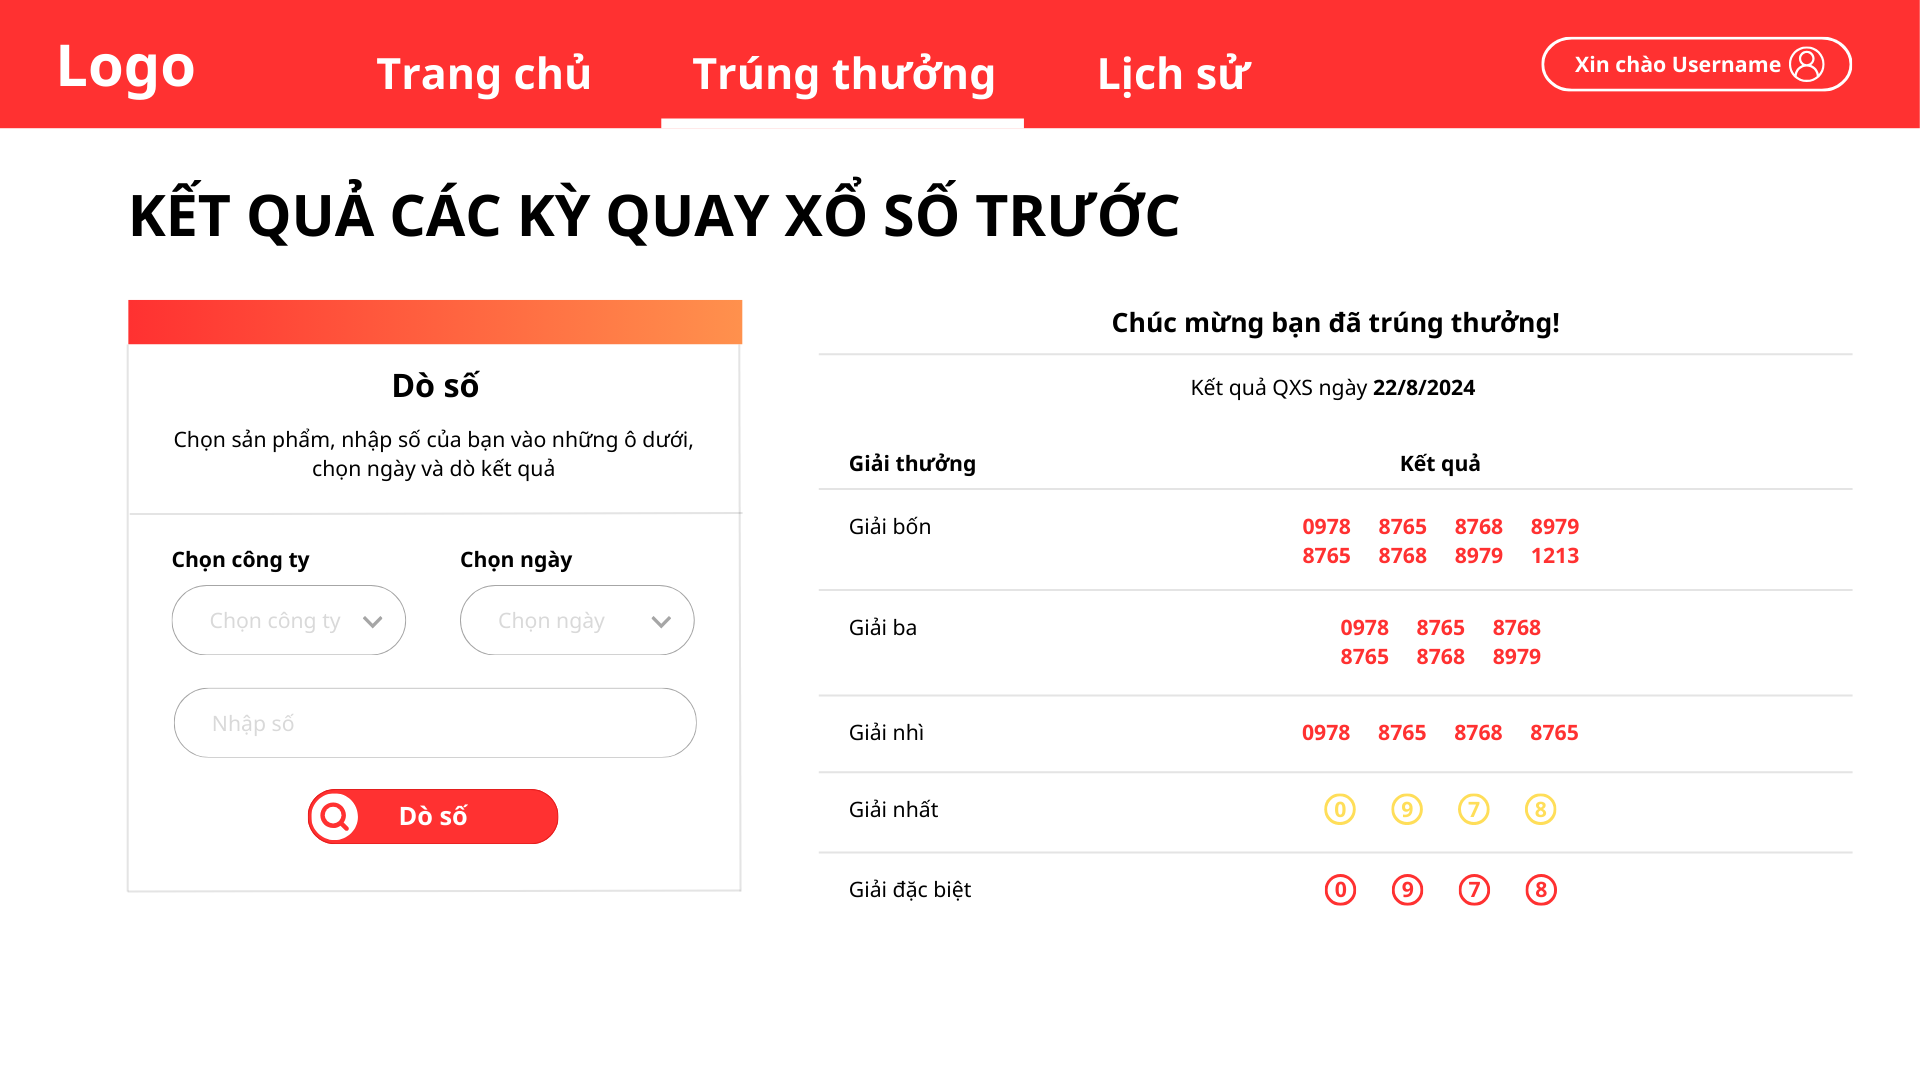 Logo
Trang chủ
Trúng thưởng
Lịch sử
Xin chào Username
KẾT QUẢ CÁC KỲ QUAY XỔ SỐ TRƯỚC
Dò số
Chọn sản phẩm, nhập số của bạn vào những ô dưới,
chọn ngày và dò kết quả
Chọn công ty
Chọn ngày
Chọn công ty
Chọn ngày
Nhập số
Dò số
Chúc mừng bạn đã trúng thưởng!
Kết quả QXS ngày 22/8/2024
Giải thưởng Kết quả
Giải bốn 0978 8765 8768 8979
8765 8768 8979 1213
Giải ba 0978 8765 8768
8765 8768 8979
Giải nhì 0978 8765 8768 8765
Giải nhất 0 9 7 8
Giải đặc biệt 0 9 7 8